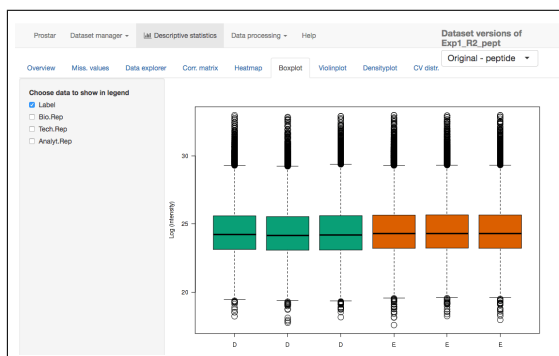 Prostar Dataset manager Descriptive statistics Data processing Help
Dataset versions of
Exp1_R2_pept
Original - peptide
Overview Miss. values Data explorer Corr. matrix Heatmap Boxplot Violinplot Densityplot CV distr.
Choose data to show in legend
Label
Bio.Rep
Tech.Rep
Analyt.Rep
Log (Intensity)
30
25
20
D D D E E E